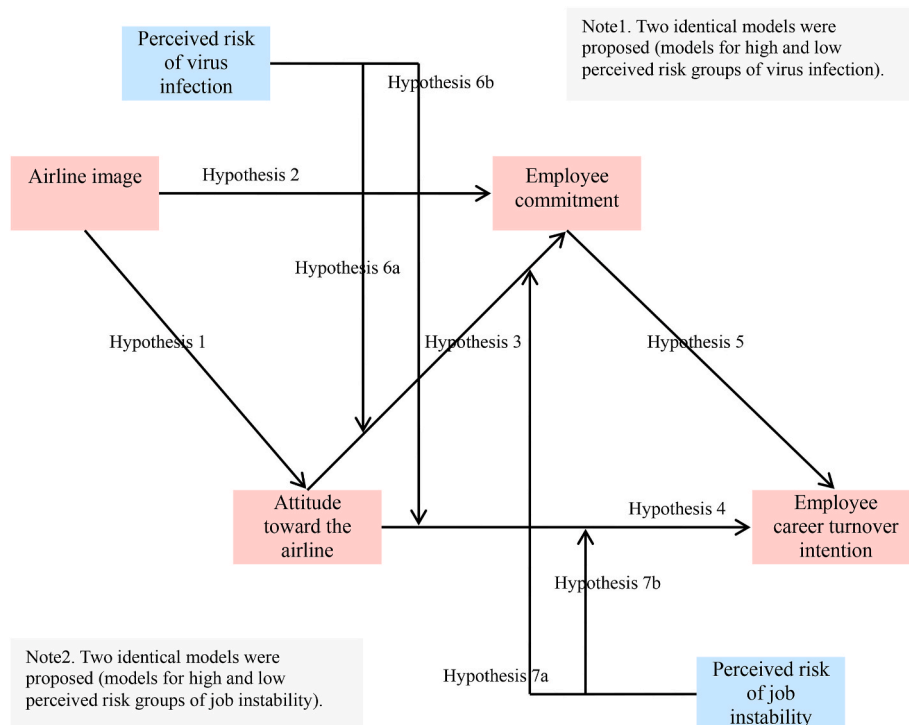 Perceived risk
of virus
infection
Note1. Two identical models were
proposed (models for high and low
perceived risk groups of virus infection).
Hypothesis 6b
Airline image
Hypothesis 2
Employee
commitment
Hypothesis 6a
Hypothesis 1
Hypothesis 3
Hypothesis 5
Attitude
toward the
airline
Hypothesis 4
Employee
career turnover
intention
Hypothesis 7b
Note2. Two identical models were
proposed (models for high and low
perceived risk groups of job instability).
Hypothesis 7a
Perceived risk
of job
instability